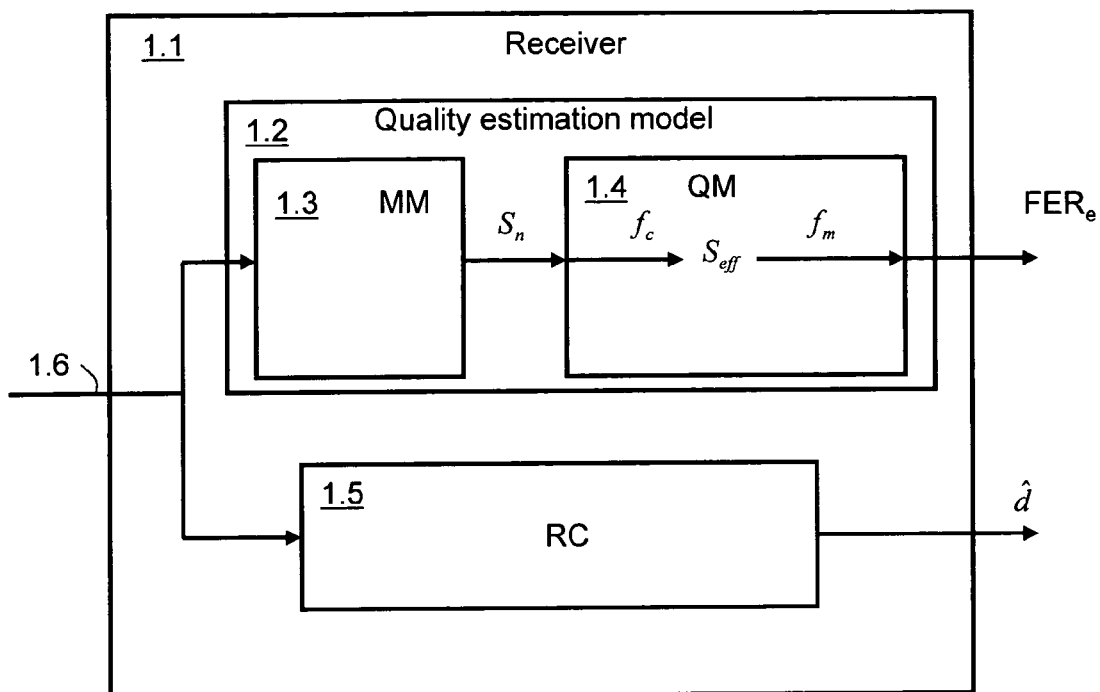 1.1 Receiver
1.2 Quality estimation model
1.3 MM
S_n
1.4 QM
f_c
S_eff
f_m
FER_e
1.6
1.5
RC
d̂